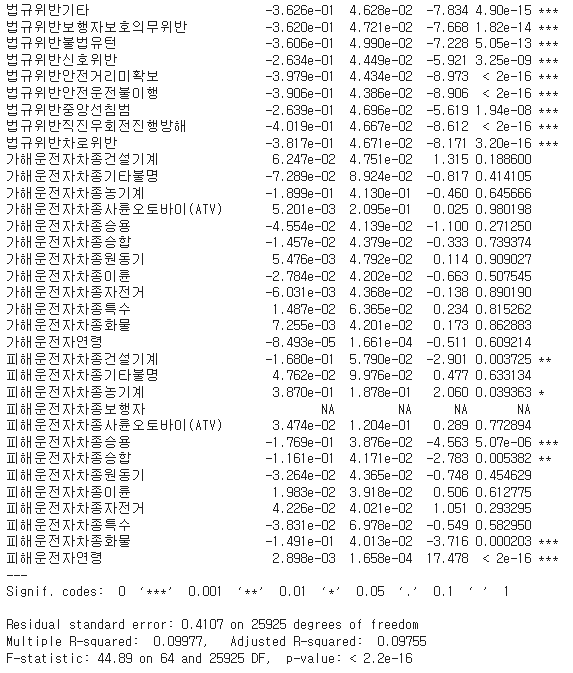 법규위반기타 -3.626e-01 4.628e-02 -7.834 4.90e-15 ***
법규위반보행자보호의무위반 -3.620e-01 4.721e-02 -7.668 1.82e-14 ***
법규위반불법유턴 -3.606e-01 4.990e-02 -7.228 5.05e-13 ***
법규위반신호위반 -2.634e-01 4.449e-02 -5.921 3.25e-09 ***
법규위반안전거리미확보 -3.979e-01 4.434e-02 -8.973 < 2e-16 ***
법규위반안전운전불이행 -3.906e-01 4.386e-02 -8.906 < 2e-16 ***
법규위반중앙선침범 -2.639e-01 4.696e-02 -5.619 1.94e-08 ***
법규위반직진우회전진행방해 -4.019e-01 4.667e-02 -8.612 < 2e-16 ***
법규위반차로위반 -3.817e-01 4.671e-02 -8.171 3.20e-16 ***
가해운전자차종건설기계 6.247e-02 4.751e-02 1.315 0.188600
가해운전자차종기타불명 -7.289e-02 8.924e-02 -0.817 0.414105
가해운전자차종농기계 -1.899e-01 4.130e-01 -0.460 0.645666
가해운전자차종사륜오토바이(ATV) 5.201e-03 2.095e-01 0.025 0.980198
가해운전자차종승용 -4.554e-02 4.139e-02 -1.100 0.271250
가해운전자차종승합 -1.457e-02 4.379e-02 -0.333 0.739374
가해운전자차종원동기 5.476e-03 4.792e-02 0.114 0.909027
가해운전자차종이륜 -2.784e-02 4.202e-02 -0.663 0.507545
가해운전자차종자전거 -6.031e-03 4.368e-02 -0.138 0.890190
가해운전자차종특수 1.487e-02 6.365e-02 0.234 0.815262
가해운전자차종화물 7.255e-03 4.201e-02 0.173 0.862883
가해운전자연령 -8.493e-05 1.661e-04 -0.511 0.609214
피해운전자차종건설기계 -1.680e-01 5.790e-02 -2.901 0.003725 **
피해운전자차종기타불명 4.762e-02 9.976e-02 0.477 0.633134
피해운전자차종농기계 3.870e-01 1.878e-01 2.060 0.039363 *
피해운전자차종보행자 NA NA NA NA
피해운전자차종사륜오토바이(ATV) 3.474e-02 1.204e-01 0.289 0.772894
피해운전자차종승용 -1.769e-01 3.876e-02 -4.563 5.07e-06 ***
피해운전자차종승합 -1.161e-01 4.171e-02 -2.783 0.005382 **
피해운전자차종원동기 -3.264e-02 4.365e-02 -0.748 0.454629
피해운전자차종이륜 1.983e-02 3.918e-02 0.506 0.612775
피해운전자차종자전거 4.226e-02 4.021e-02 1.051 0.293295
피해운전자차종특수 -3.831e-02 6.978e-02 -0.549 0.582950
피해운전자차종화물 -1.491e-01 4.013e-02 -3.716 0.000203 ***
피해운전자연령 2.898e-03 1.658e-04 17.478 < 2e-16 ***
---
Signif. codes: 0 ‘***’ 0.001 ‘**’ 0.01 ‘*’ 0.05 ‘.’ 0.1 ‘ ’ 1
Residual standard error: 0.4107 on 25925 degrees of freedom
Multiple R-squared: 0.09977, Adjusted R-squared: 0.09755
F-statistic: 44.89 on 64 and 25925 DF, p-value: < 2.2e-16